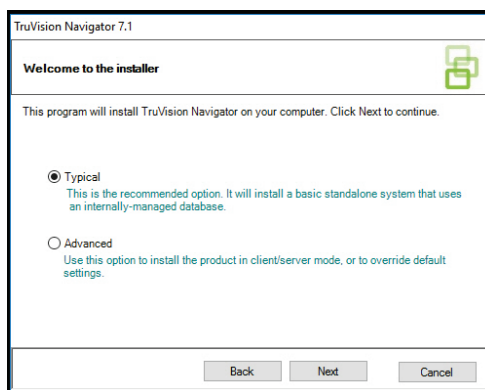 TruVision Navigator 7.1
Welcome to the installer
This program will install TruVision Navigator on your computer. Click Next to continue.
Typical
This is the recommended option. It will install a basic standalone system that uses
an internally-managed database.
Advanced
Use this option to install the product in client/server mode, or to override default
settings.
Back
Next
Cancel